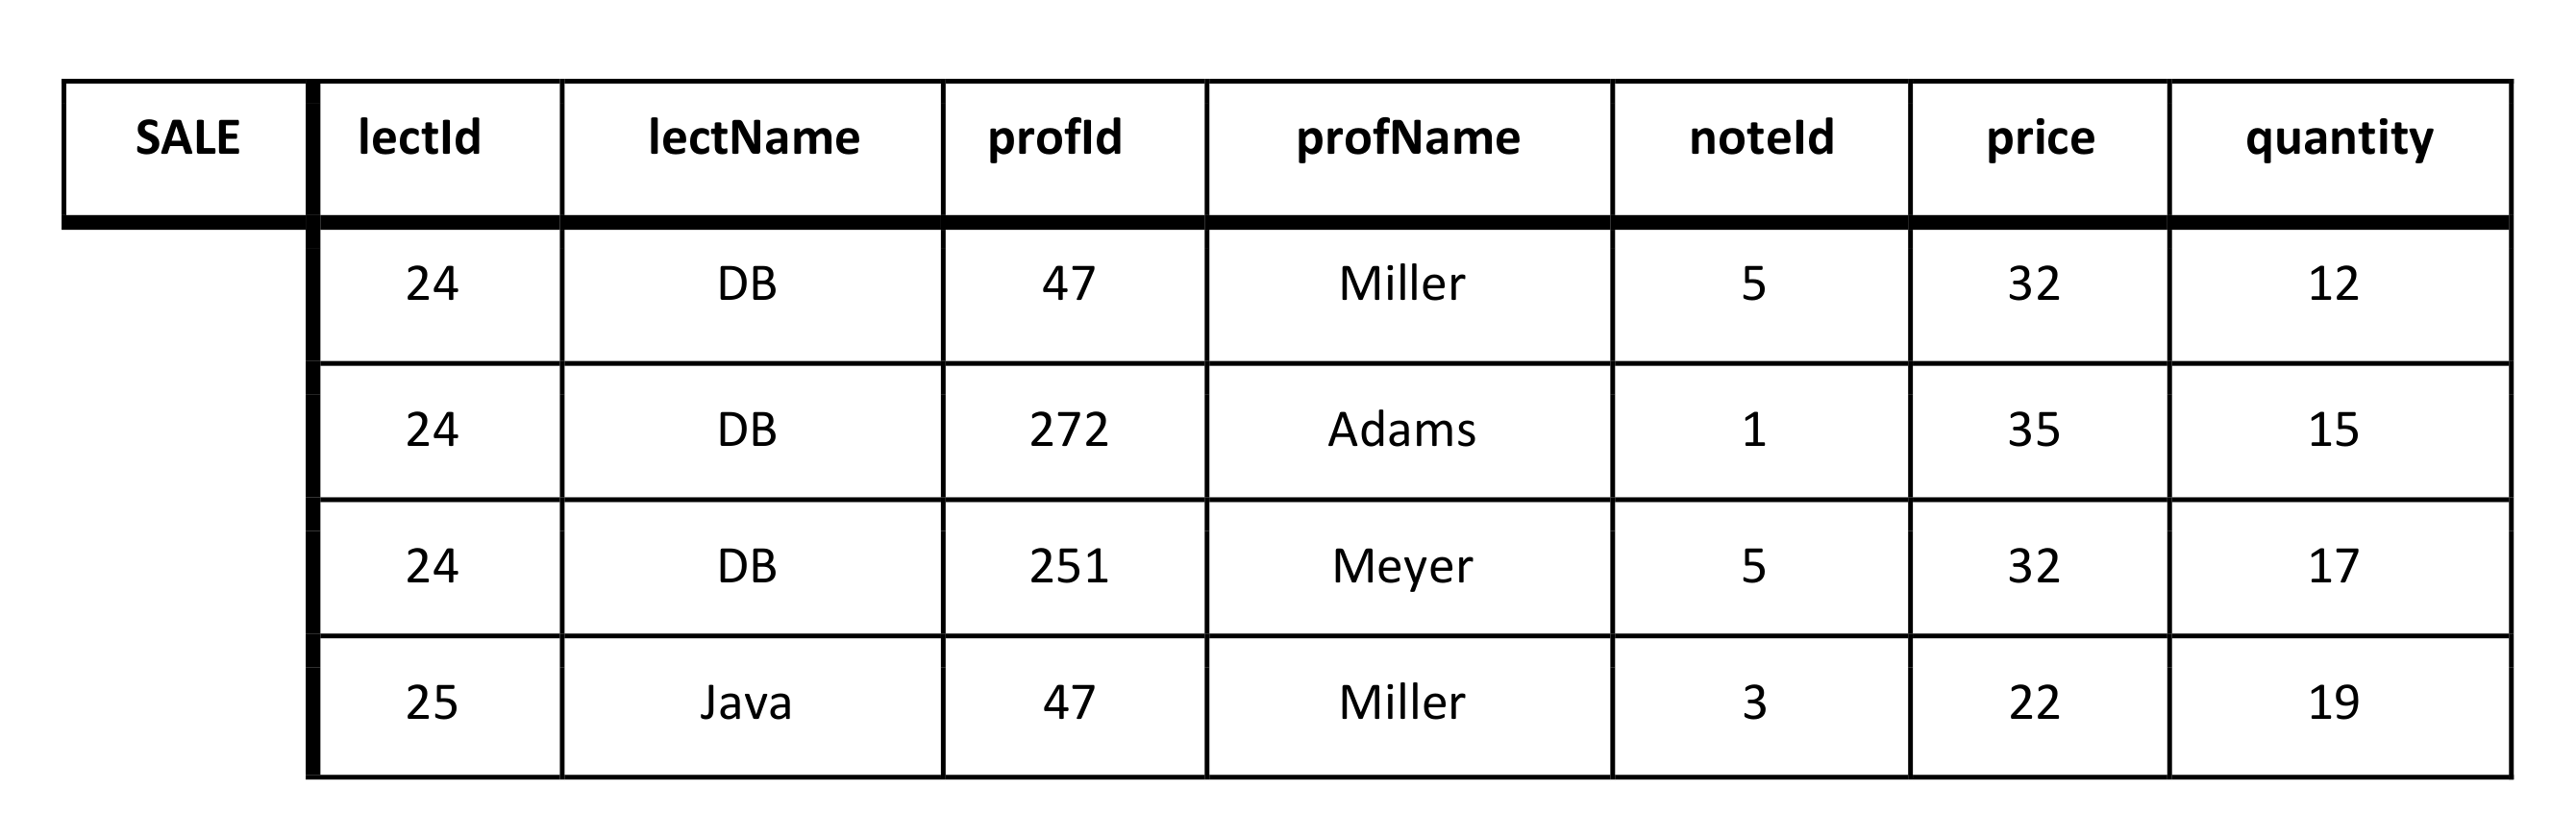 SALE lectId lectName profId profName noteId price quantity
24 DB 47 Miller 5 32 12
24 DB 272 Adams 1 35 15
24 DB 251 Meyer 5 32 17
25 Java 47 Miller 3 22 19